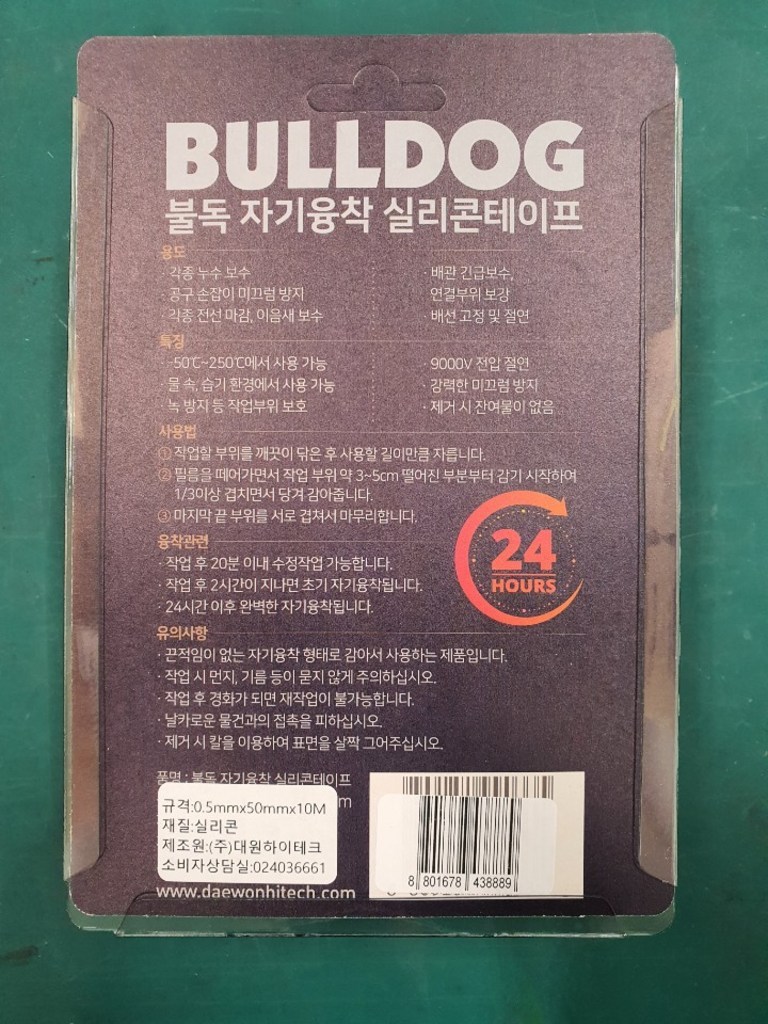 BULLDOG
불독 자기융착 실리콘테이프
용도
· 각종 누수 보수
· 공구 손잡이 미끄럼 방지
· 각종 전선 마감, 이음새 보수
· 배관 긴급보수,
연결부위 보강
· 배선 고정 및 절연
특징
· -50℃~250℃에서 사용 가능
· 물 속, 습기 환경에서 사용 가능
· 녹 방지 등 작업부위 보호
· 9000V 전압 절연
· 강력한 미끄럼 방지
· 제거 시 잔여물이 없음
사용법
① 작업할 부위를 깨끗이 닦은 후 사용할 길이만큼 자릅니다.
② 필름을 떼어가면서 작업 부위 약 3~5cm 떨어진 부분부터 감기 시작하여
1/3이상 겹치면서 당겨 감아줍니다.
③ 마지막 끝 부위를 서로 겹쳐서 마무리합니다.
융착관련
· 작업 후 20분 이내 수정작업 가능합니다.
· 작업 후 2시간이 지나면 초기 자기융착됩니다.
· 24시간 이후 완벽한 자기융착됩니다.
24
HOURS
유의사항
· 끈적임이 없는 자기융착 형태로 감아서 사용하는 제품입니다.
· 작업 시 먼지, 기름 등이 묻지 않게 주의하십시오.
· 작업 후 경화가 되면 재작업이 불가능합니다.
· 날카로운 물건과의 접촉을 피하십시오.
· 제거 시 칼을 이용하여 표면을 살짝 그어주십시오.
품명 : 불독 자기융착 실리콘테이프
규격:0.5mmx50mmx10M
재질:실리콘
제조원:(주)대원하이테크
소비자상담실:024036661
www.daewonhitech.com
8 801678 438889